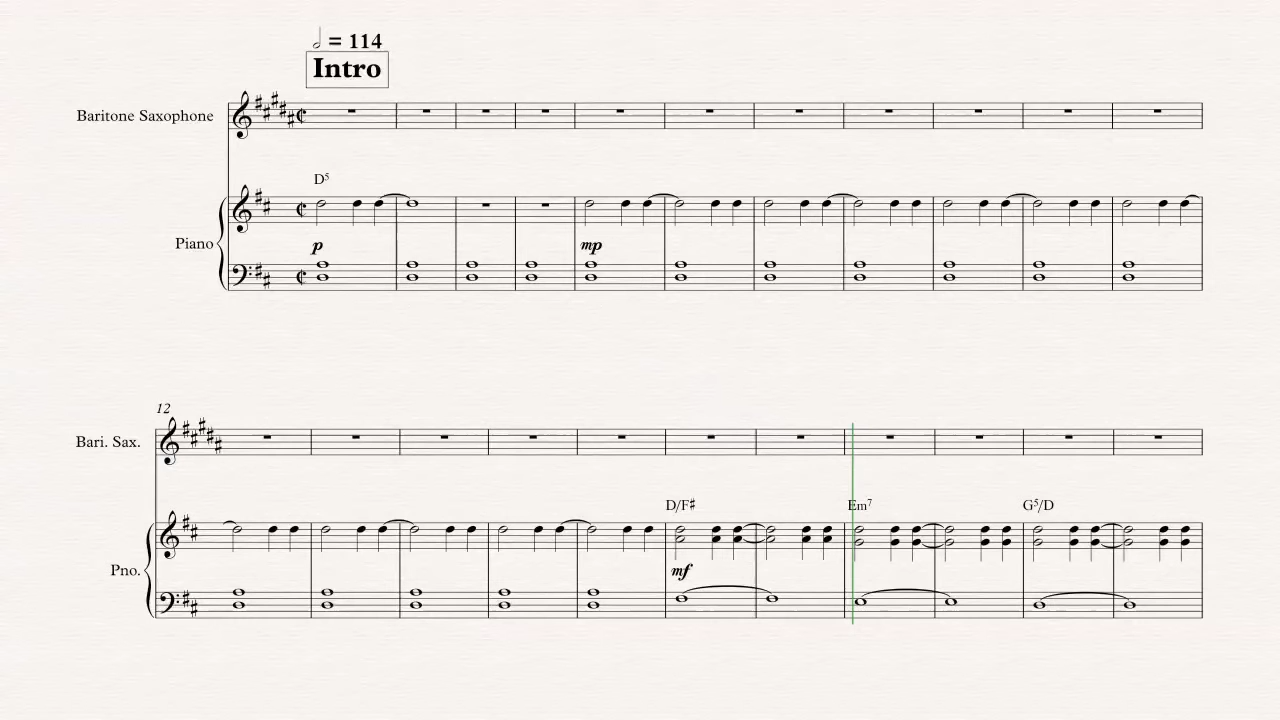 𝅗𝅥 = 114
Intro
Baritone Saxophone
D5
Piano
p
mp
12
Bari. Sax.
D/F♯ Em7 G5/D
Pno.
mf